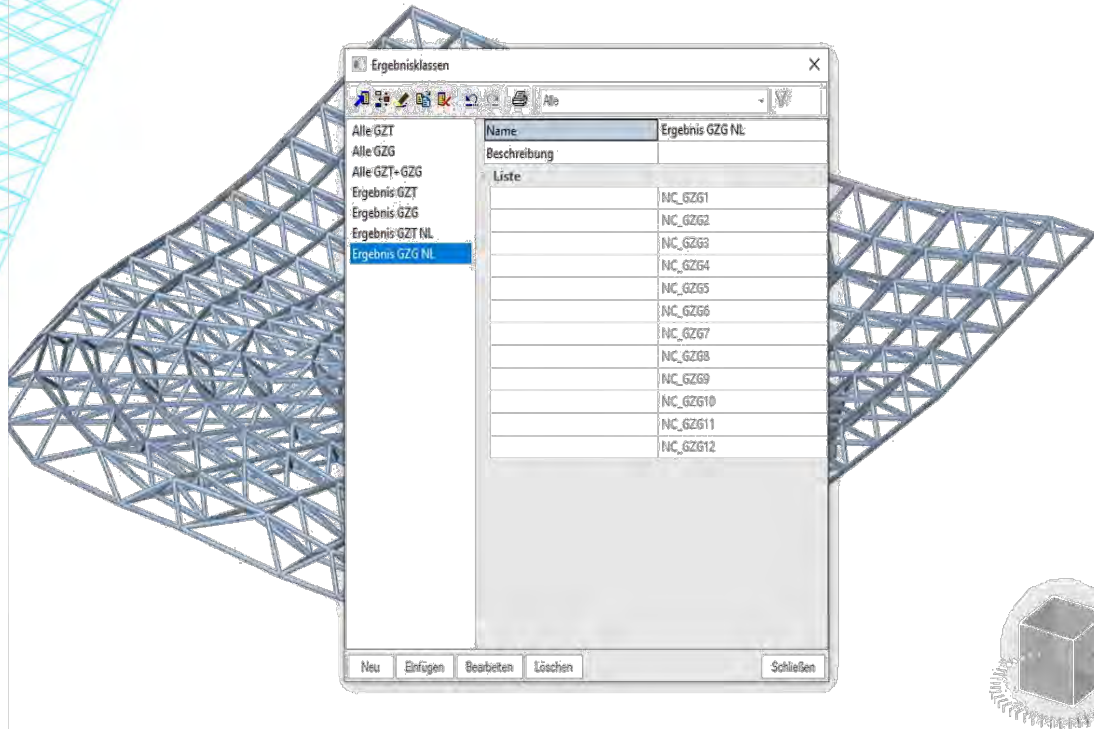 Ergebnisklassen
Alle
Alle GZT
Alle GZG
Alle GZT+GZG
Ergebnis GZT
Ergebnis GZG
Ergebnis GZT NL
Ergebnis GZG NL
Name Ergebnis GZG NL
Beschreibung
Liste
NC_GZG1
NC_GZG2
NC_GZG3
NC_GZG4
NC_GZG5
NC_GZG6
NC_GZG7
NC_GZG8
NC_GZG9
NC_GZG10
NC_GZG11
NC_GZG12
Neu Einfügen Bearbeiten Löschen Schließen